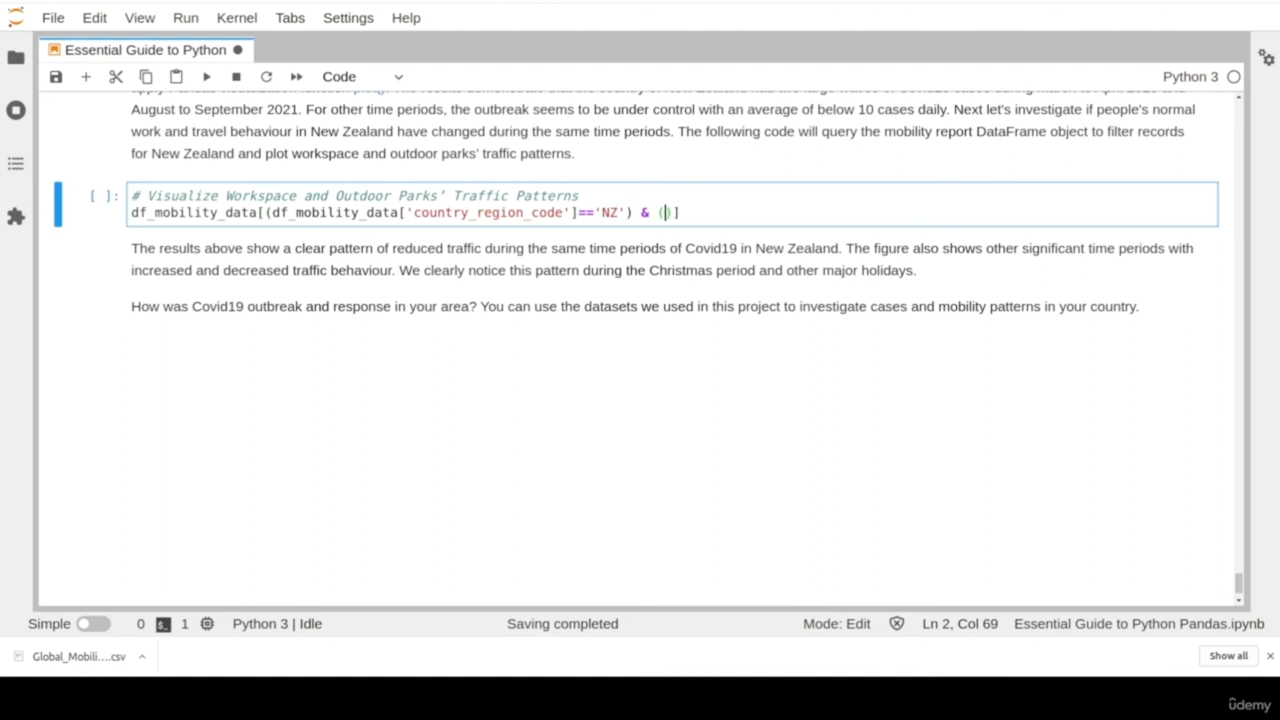 File Edit View Run Kernel Tabs Settings Help
Essential Guide to Python
Code
Python 3
August to September 2021. For other time periods, the outbreak seems to be under control with an average of below 10 cases daily. Next let's investigate if people's normal
work and travel behaviour in New Zealand have changed during the same time periods. The following code will query the mobility report DataFrame object to filter records
for New Zealand and plot workspace and outdoor parks' traffic patterns.
[ ]: # Visualize Workspace and Outdoor Parks’ Traffic Patterns
df_mobility_data[(df_mobility_data['country_region_code']=='NZ') & ()]
The results above show a clear pattern of reduced traffic during the same time periods of Covid19 in New Zealand. The figure also shows other significant time periods with
increased and decreased traffic behaviour. We clearly notice this pattern during the Christmas period and other major holidays.
How was Covid19 outbreak and response in your area? You can use the datasets we used in this project to investigate cases and mobility patterns in your country.
Simple 0 1 Python 3 | Idle Saving completed Mode: Edit Ln 2, Col 69 Essential Guide to Python Pandas.ipynb
Global_Mobili....csv Show all
ûdemy